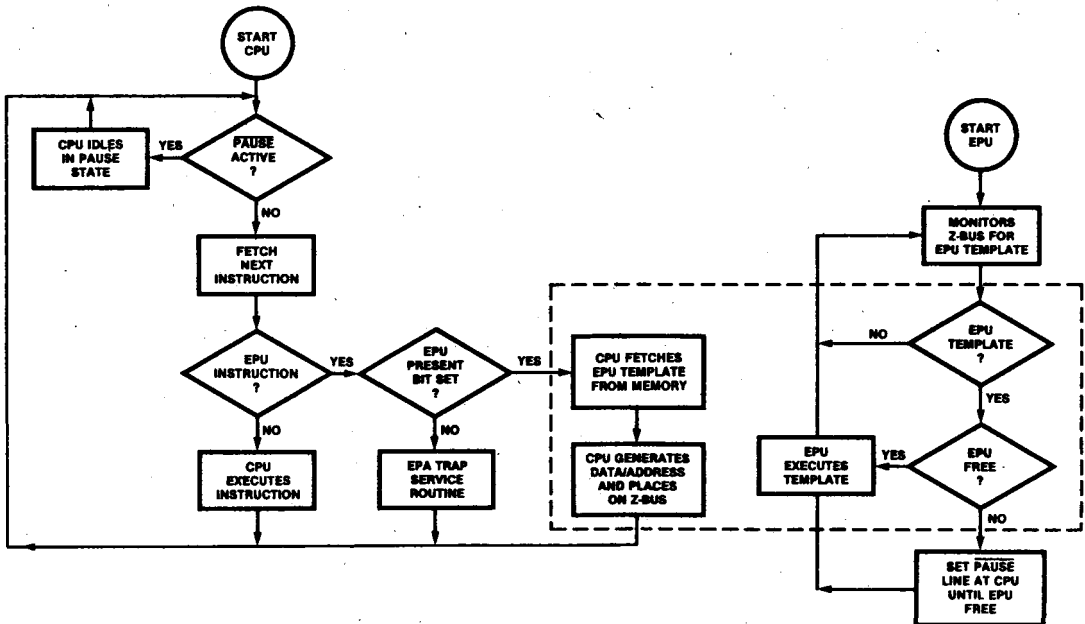 START
CPU
PAUSE
ACTIVE
?
YES
CPU IDLES
IN PAUSE
STATE
NO
FETCH
NEXT
INSTRUCTION
EPU
INSTRUCTION
?
YES
EPU
PRESENT
BIT SET
?
YES
NO
CPU
EXECUTES
INSTRUCTION
NO
EPA TRAP
SERVICE
ROUTINE
CPU FETCHES
EPU TEMPLATE
FROM MEMORY
CPU GENERATES
DATA/ADDRESS
AND PLACES
ON Z-BUS
START
EPU
MONITORS
Z-BUS FOR
EPU TEMPLATE
EPU
TEMPLATE
?
NO
YES
EPU
FREE
?
YES
EPU
EXECUTES
TEMPLATE
NO
SET PAUSE
LINE AT CPU
UNTIL EPU
FREE